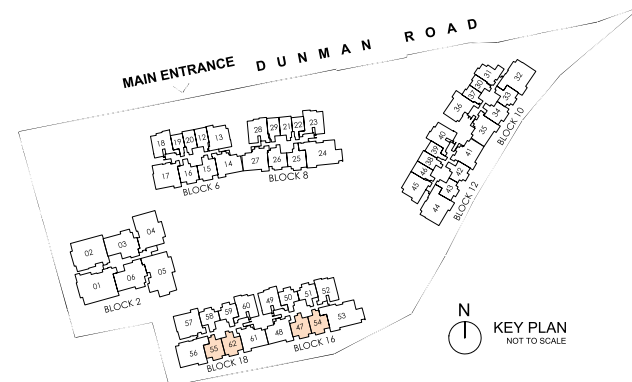 DUNMAN ROAD
MAIN ENTRANCE
18 19 20 12 13
17 16 15 14
BLOCK 6
28 29 21 22 23
27 26 25 24
BLOCK 8
37 30 31 32
36 35 34 33
BLOCK 10
40 39 38 46 45
41 42 43 44
BLOCK 12
02 03 04
01 06 05
BLOCK 2
57 58 59 60
56 55 62 61
BLOCK 18
49 50 51 52
48 47 54 53
BLOCK 16
N
KEY PLAN
NOT TO SCALE